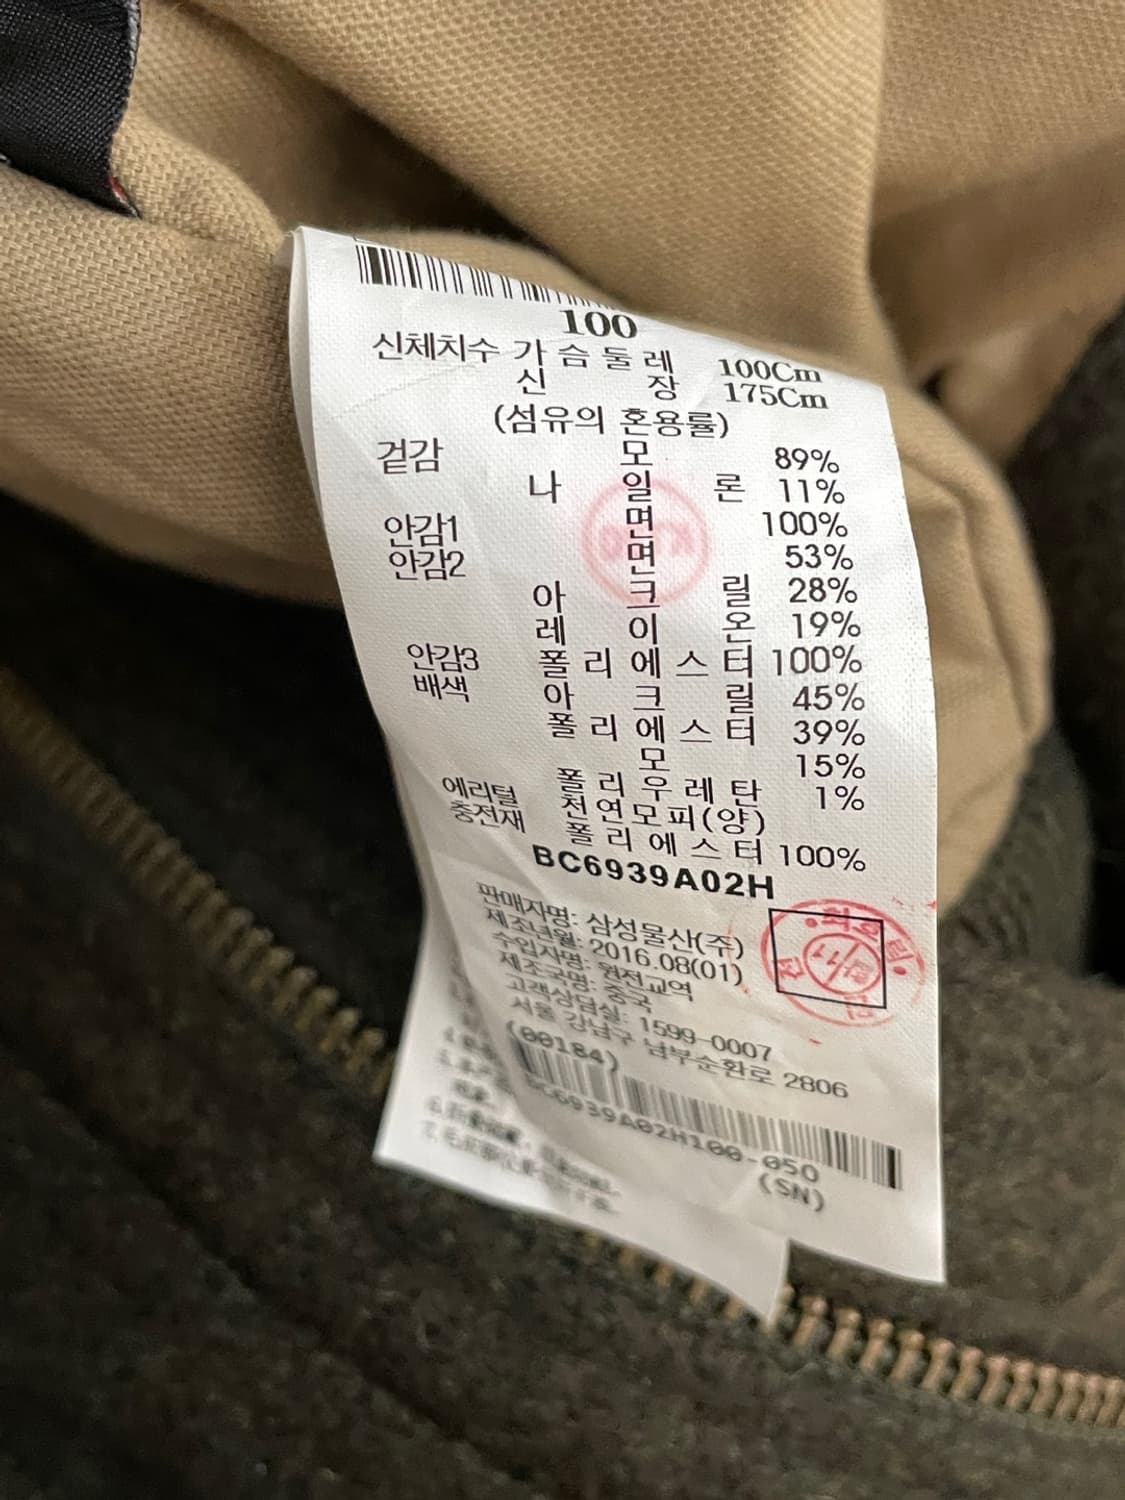 100
신체치수 가슴둘레 100Cm
신장 175Cm
(섬유의 혼용률)
겉감 모 89%
나일론 11%
안감1 면 100%
안감2 면 53%
아크릴 28%
레이온 19%
안감3 폴리에스터 100%
배색 아크릴 45%
폴리에스터 39%
모 15%
폴리우레탄 1%
에리털 천연모피(양)
충전재 폴리에스터 100%
BC6939A02H
판매자명: 삼성물산(주)
제조년월: 2016.08(01)
수입자명: 원전교역
제조국명: 중국
고객상담실: 1599-0007
서울 강남구 남부순환로 2806
(00184)
BC6939A02H100-050
(SN)